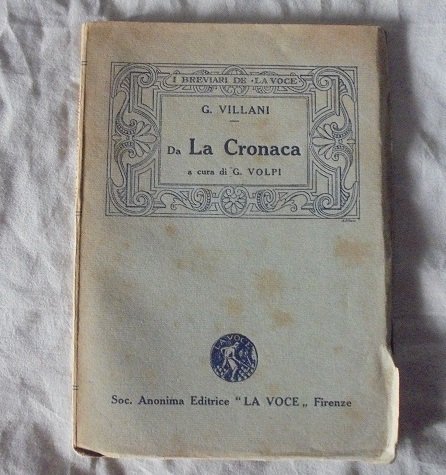 I BREVIARI DE «LA VOCE»
G. VILLANI
Da La Cronaca
a cura di G. VOLPI
LA VOCE
Soc. Anonima Editrice "LA VOCE„ Firenze